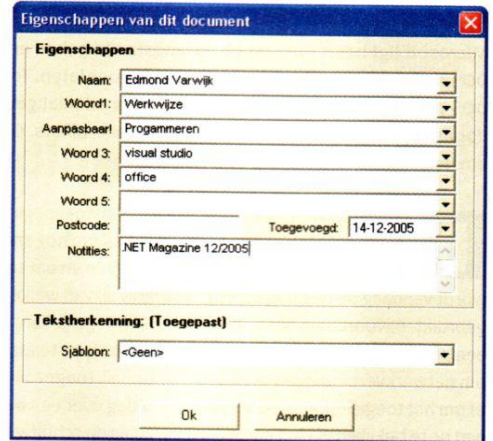 Eigenschappen van dit document
Eigenschappen
Naam: Edmond Varwijk
Woord1: Werkwijze
Aanpasbaar! Progammeren
Woord 3: visual studio
Woord 4: office
Woord 5:
Postcode: Toegevoegd: 14-12-2005
Notities: .NET Magazine 12/2005
Tekstherkenning: (Toegepast)
Sjabloon: <Geen>
Ok Annuleren